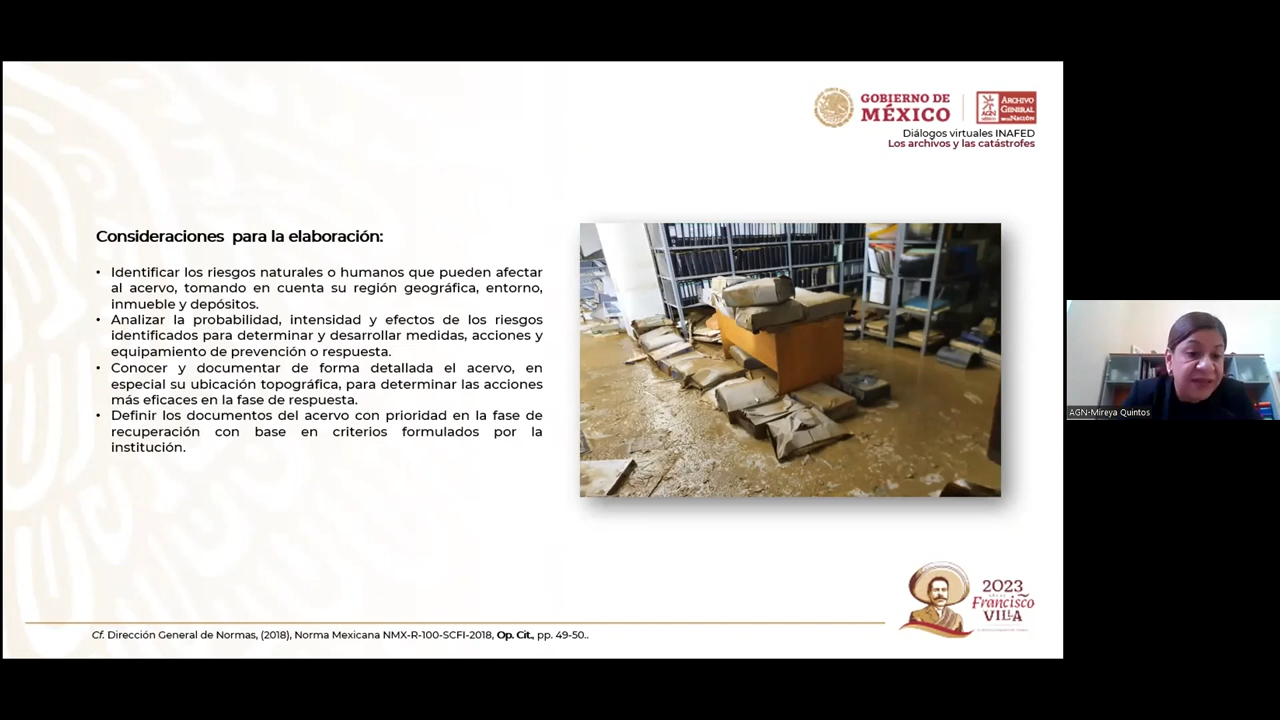 GOBIERNO DE
MÉXICO
AGN
MÉXICO
ARCHIVO
GENERAL
DE LA NACIÓN
Diálogos virtuales INAFED
Los archivos y las catástrofes
Consideraciones para la elaboración:
• Identificar los riesgos naturales o humanos que pueden afectar
al acervo, tomando en cuenta su región geográfica, entorno,
inmueble y depósitos.
• Analizar la probabilidad, intensidad y efectos de los riesgos
identificados para determinar y desarrollar medidas, acciones y
equipamiento de prevención o respuesta.
• Conocer y documentar de forma detallada el acervo, en
especial su ubicación topográfica, para determinar las acciones
más eficaces en la fase de respuesta.
• Definir los documentos del acervo con prioridad en la fase de
recuperación con base en criterios formulados por la
institución.
AGN-Mireya Quintos
2023
Francisco
VILLA
Cf. Dirección General de Normas, (2018), Norma Mexicana NMX-R-100-SCFI-2018, Op. Cit., pp. 49-50..